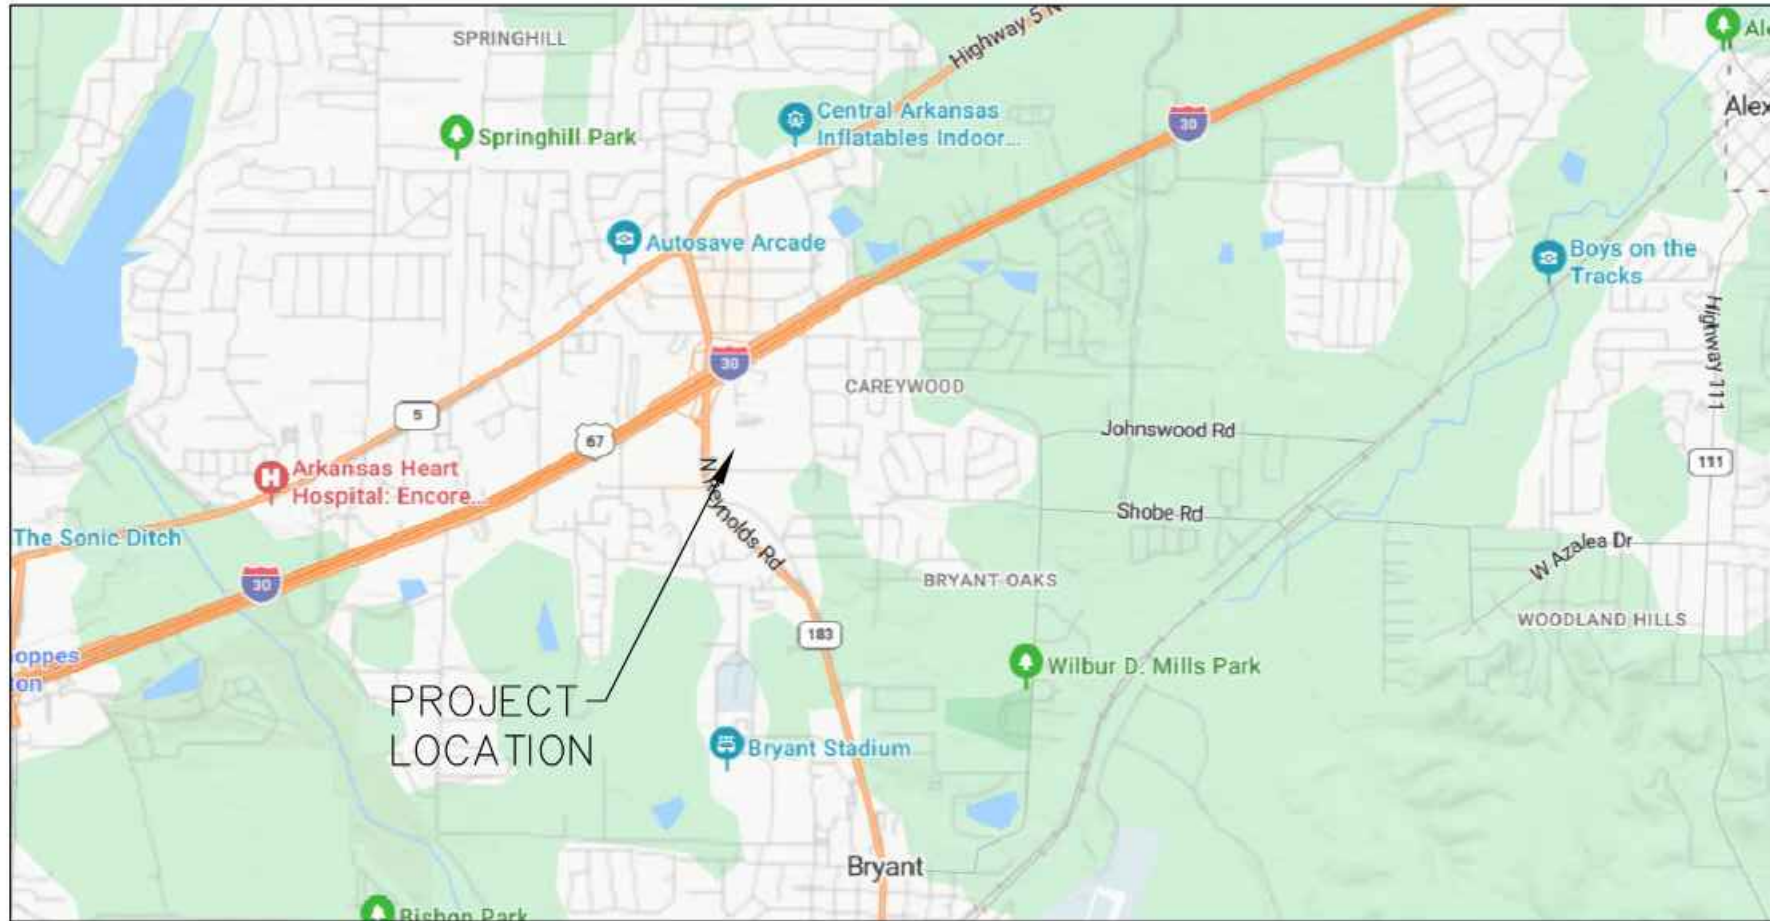 SPRINGHILL
Highway 5 N
Springhill Park
Central Arkansas
Inflatables Indoor...
30
Alex
Autosave Arcade
Boys on the
Tracks
30
CAREYWOOD
Highway 111
5
67
Johnswood Rd
111
Arkansas Heart
Hospital: Encore...
N Reynolds Rd
Shobe Rd
The Sonic Ditch
W Azalea Dr
30
BRYANT OAKS
WOODLAND HILLS
183
oppes
on
Wilbur D. Mills Park
PROJECT
LOCATION
Bryant Stadium
Bryant
Bishop Park